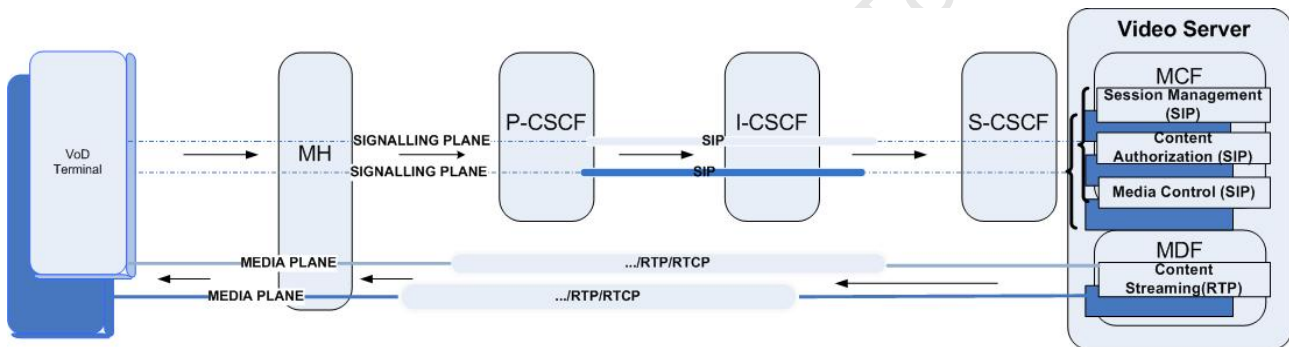 Video Server
MCF
Session Management
(SIP)
Content
Authorization (SIP)
Media Control (SIP)
MDF
Content
Streaming(RTP)
VoD
Terminal
MH
SIGNALLING PLANE
SIGNALLING PLANE
P-CSCF
SIP
SIP
I-CSCF
S-CSCF
MEDIA PLANE
.../RTP/RTCP
MEDIA PLANE
.../RTP/RTCP